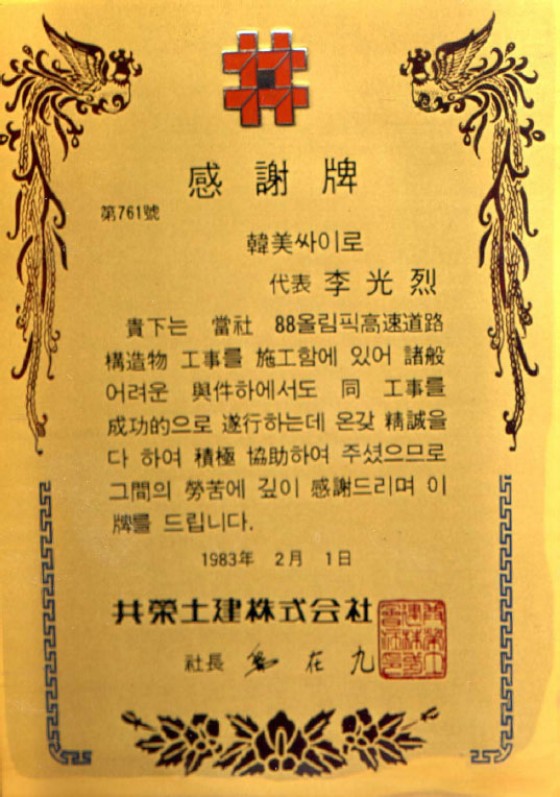 感謝牌
第761號
韓美싸이로
代表 李光烈
貴下는 當社 88올림픽高速道路
構造物 工事를 施工함에 있어 諸般
어려운 與件하에서도 同 工事를
成功的으로 遂行하는데 온갖 精誠을
다 하여 積極 協助하여 주셨으므로
그間의 勞苦에 깊이 感謝드리며 이
牌를 드립니다.
1983年 2月 1日
共榮土建株式会社
社長 在九